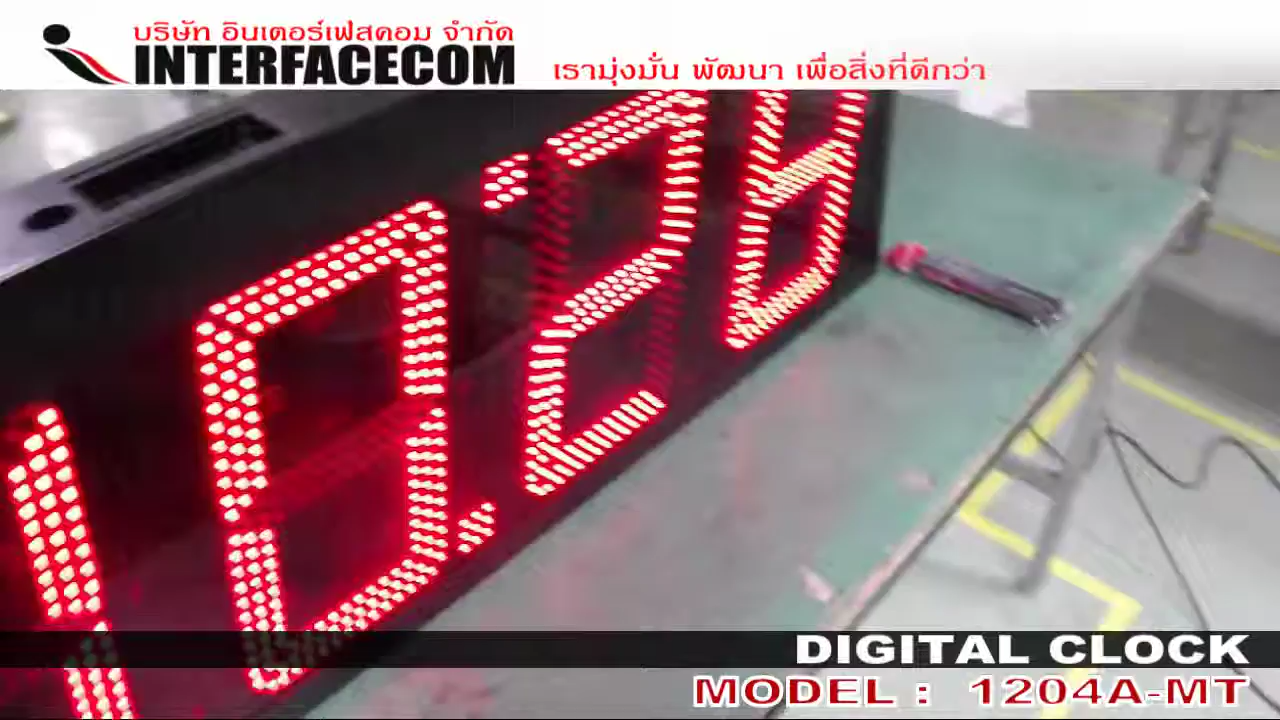 บริษัท อินเตอร์เฟสคอม จำกัด
INTERFACECOM
เรามุ่งมั่น พัฒนา เพื่อสิ่งที่ดีกว่า
10:28
DIGITAL CLOCK
MODEL : 1204A-MT